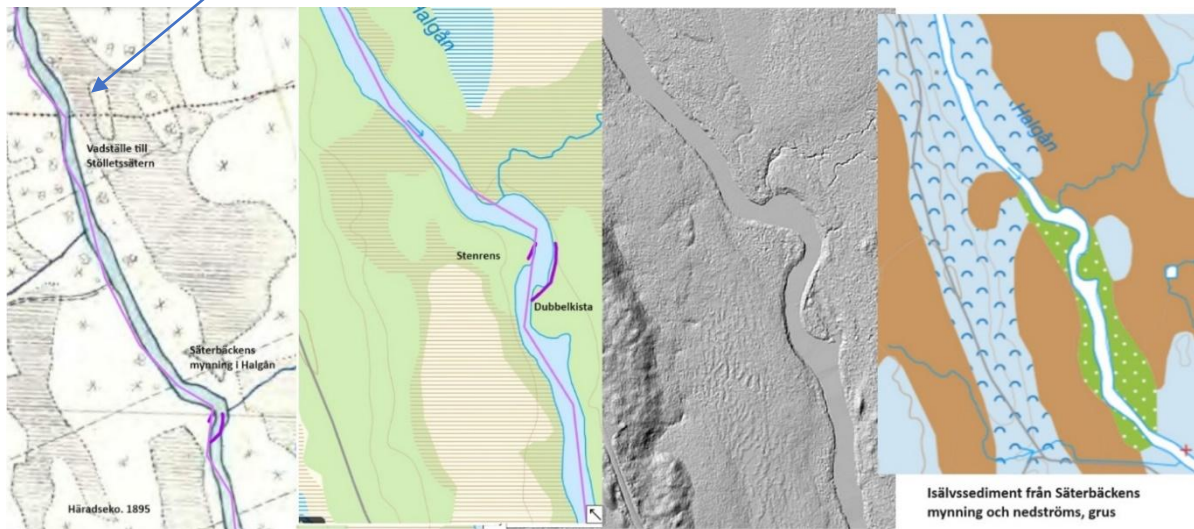 Vadställe till
Stölletssätern
Säterbäckens
mynning i Halgån
Häradseko. 1895
Halgån
Stenrens
Dubbelkista
Halgån
Isälvssediment från Säterbäckens
mynning och nedströms, grus